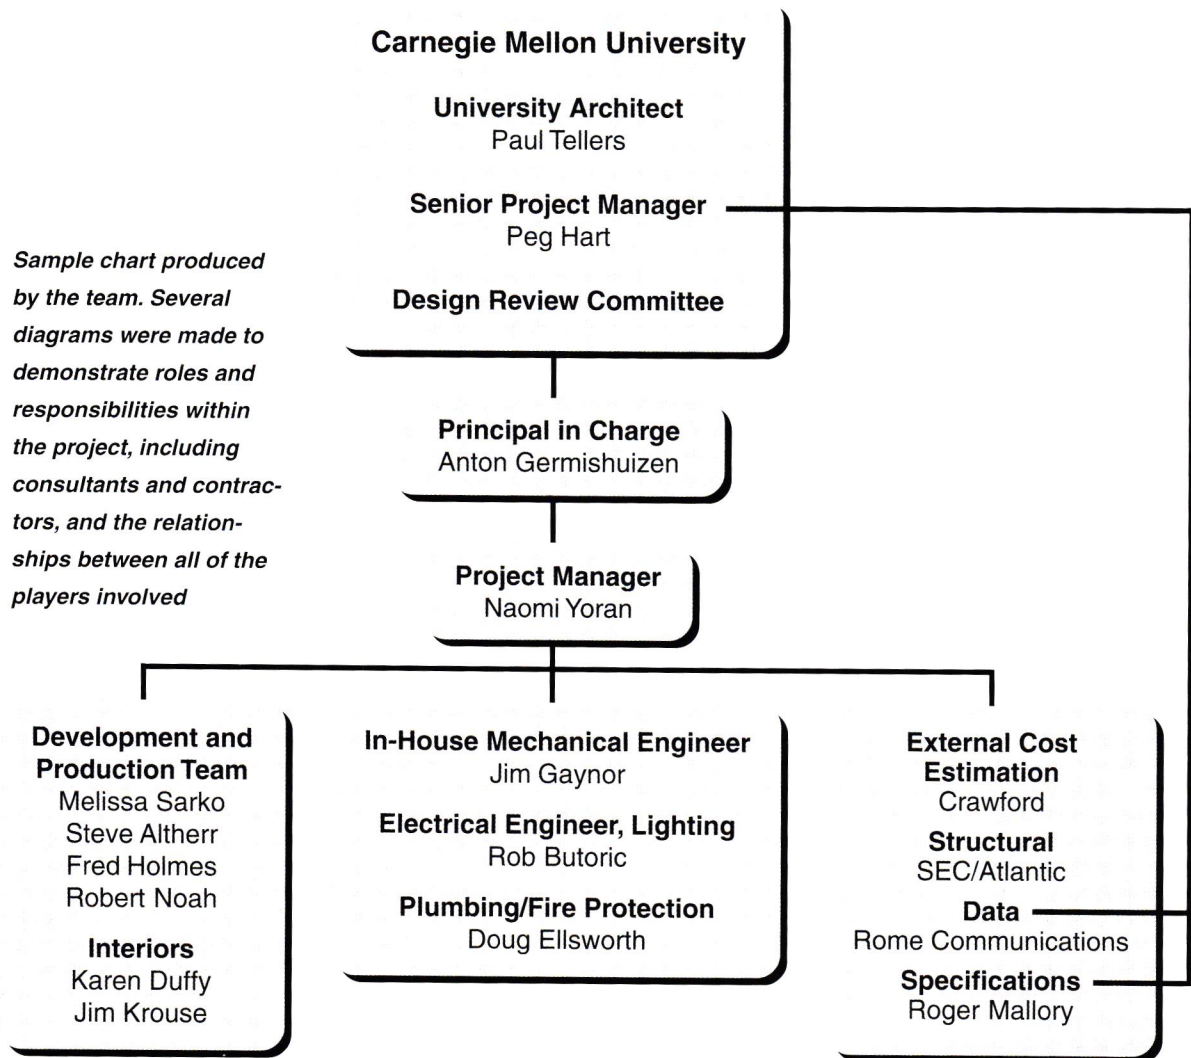 Carnegie Mellon University
University Architect
Paul Tellers
Senior Project Manager
Peg Hart
Design Review Committee
Sample chart produced
by the team. Several
diagrams were made to
demonstrate roles and
responsibilities within
the project, including
consultants and contrac-
tors, and the relation-
ships between all of the
players involved
Principal in Charge
Anton Germishuizen
Project Manager
Naomi Yoran
Development and
Production Team
Melissa Sarko
Steve Altherr
Fred Holmes
Robert Noah
Interiors
Karen Duffy
Jim Krouse
In-House Mechanical Engineer
Jim Gaynor
Electrical Engineer, Lighting
Rob Butoric
Plumbing/Fire Protection
Doug Ellsworth
External Cost
Estimation
Crawford
Structural
SEC/Atlantic
Data
Rome Communications
Specifications
Roger Mallory